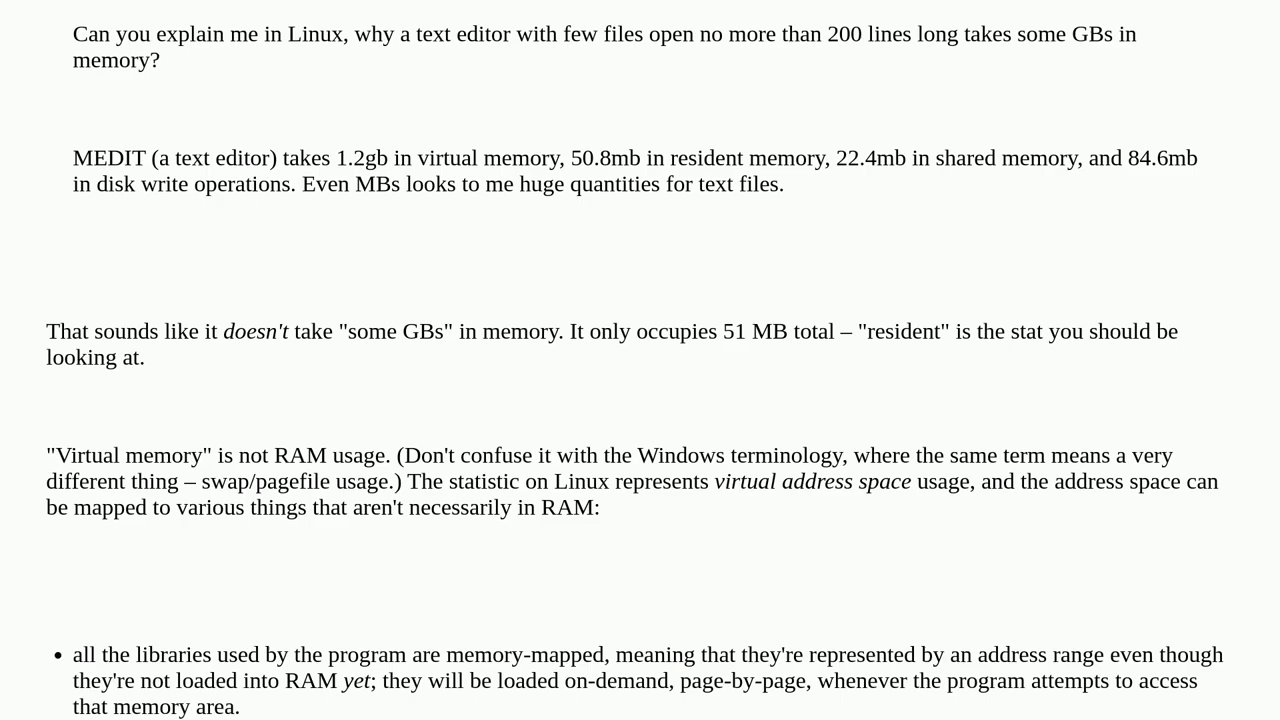 Can you explain me in Linux, why a text editor with few files open no more than 200 lines long takes some GBs in
memory?
MEDIT (a text editor) takes 1.2gb in virtual memory, 50.8mb in resident memory, 22.4mb in shared memory, and 84.6mb
in disk write operations. Even MBs looks to me huge quantities for text files.
That sounds like it doesn't take "some GBs" in memory. It only occupies 51 MB total – "resident" is the stat you should be
looking at.
"Virtual memory" is not RAM usage. (Don't confuse it with the Windows terminology, where the same term means a very
different thing – swap/pagefile usage.) The statistic on Linux represents virtual address space usage, and the address space can
be mapped to various things that aren't necessarily in RAM:
• all the libraries used by the program are memory-mapped, meaning that they're represented by an address range even though
they're not loaded into RAM yet; they will be loaded on-demand, page-by-page, whenever the program attempts to access
that memory area.